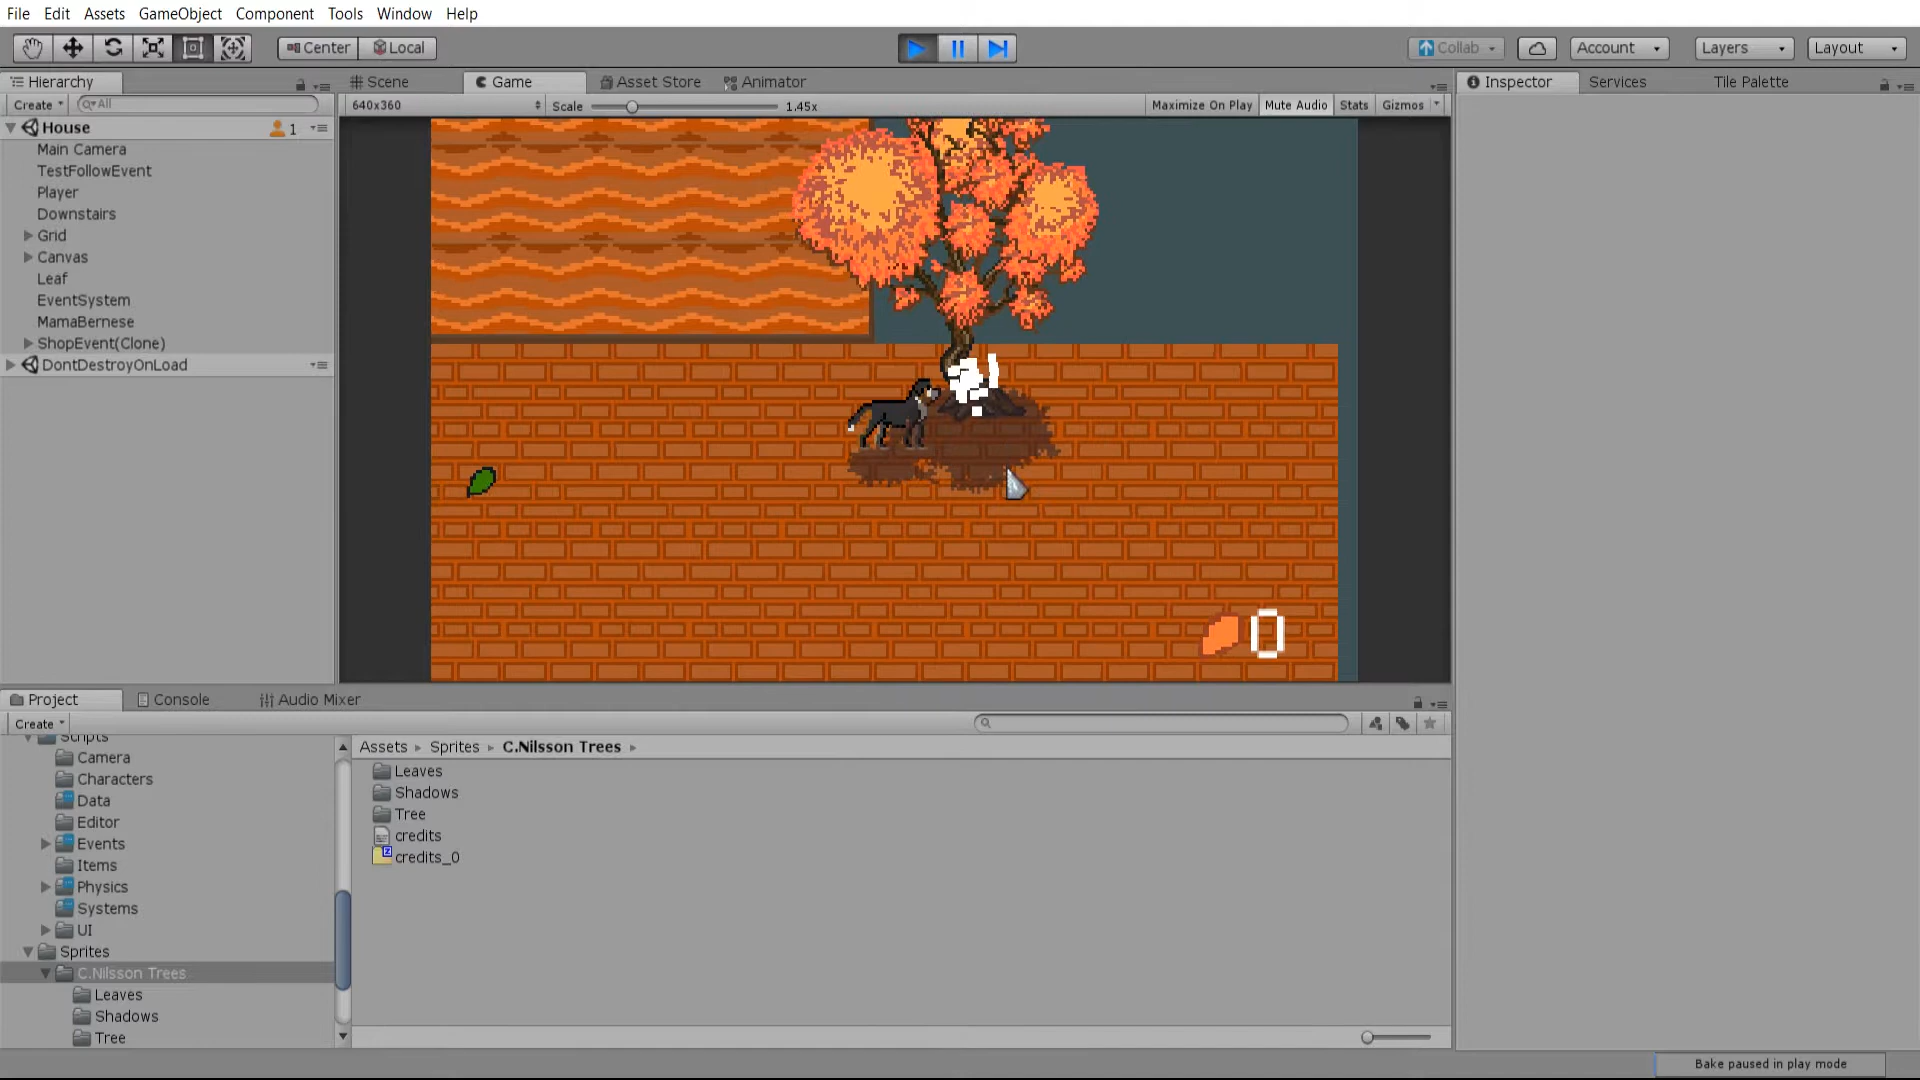 File Edit Assets GameObject Component Tools Window Help
Center Local Collab Account Layers Layout
Hierarchy Scene Game Asset Store Animator Inspector Services Tile Palette
Create All 640x360 Scale 1.45x Maximize On Play Mute Audio Stats Gizmos
House 1
Main Camera
TestFollowEvent
Player
Downstairs
Grid
Canvas
Leaf
EventSystem
MamaBernese
ShopEvent(Clone)
DontDestroyOnLoad
0
Project Console Audio Mixer
Create
Scripts
Camera
Characters
Data
Editor
Events
Items
Physics
Systems
UI
Sprites
C.Nilsson Trees
Leaves
Shadows
Tree
Assets Sprites C.Nilsson Trees
Leaves
Shadows
Tree
credits
credits_0
Bake paused in play mode